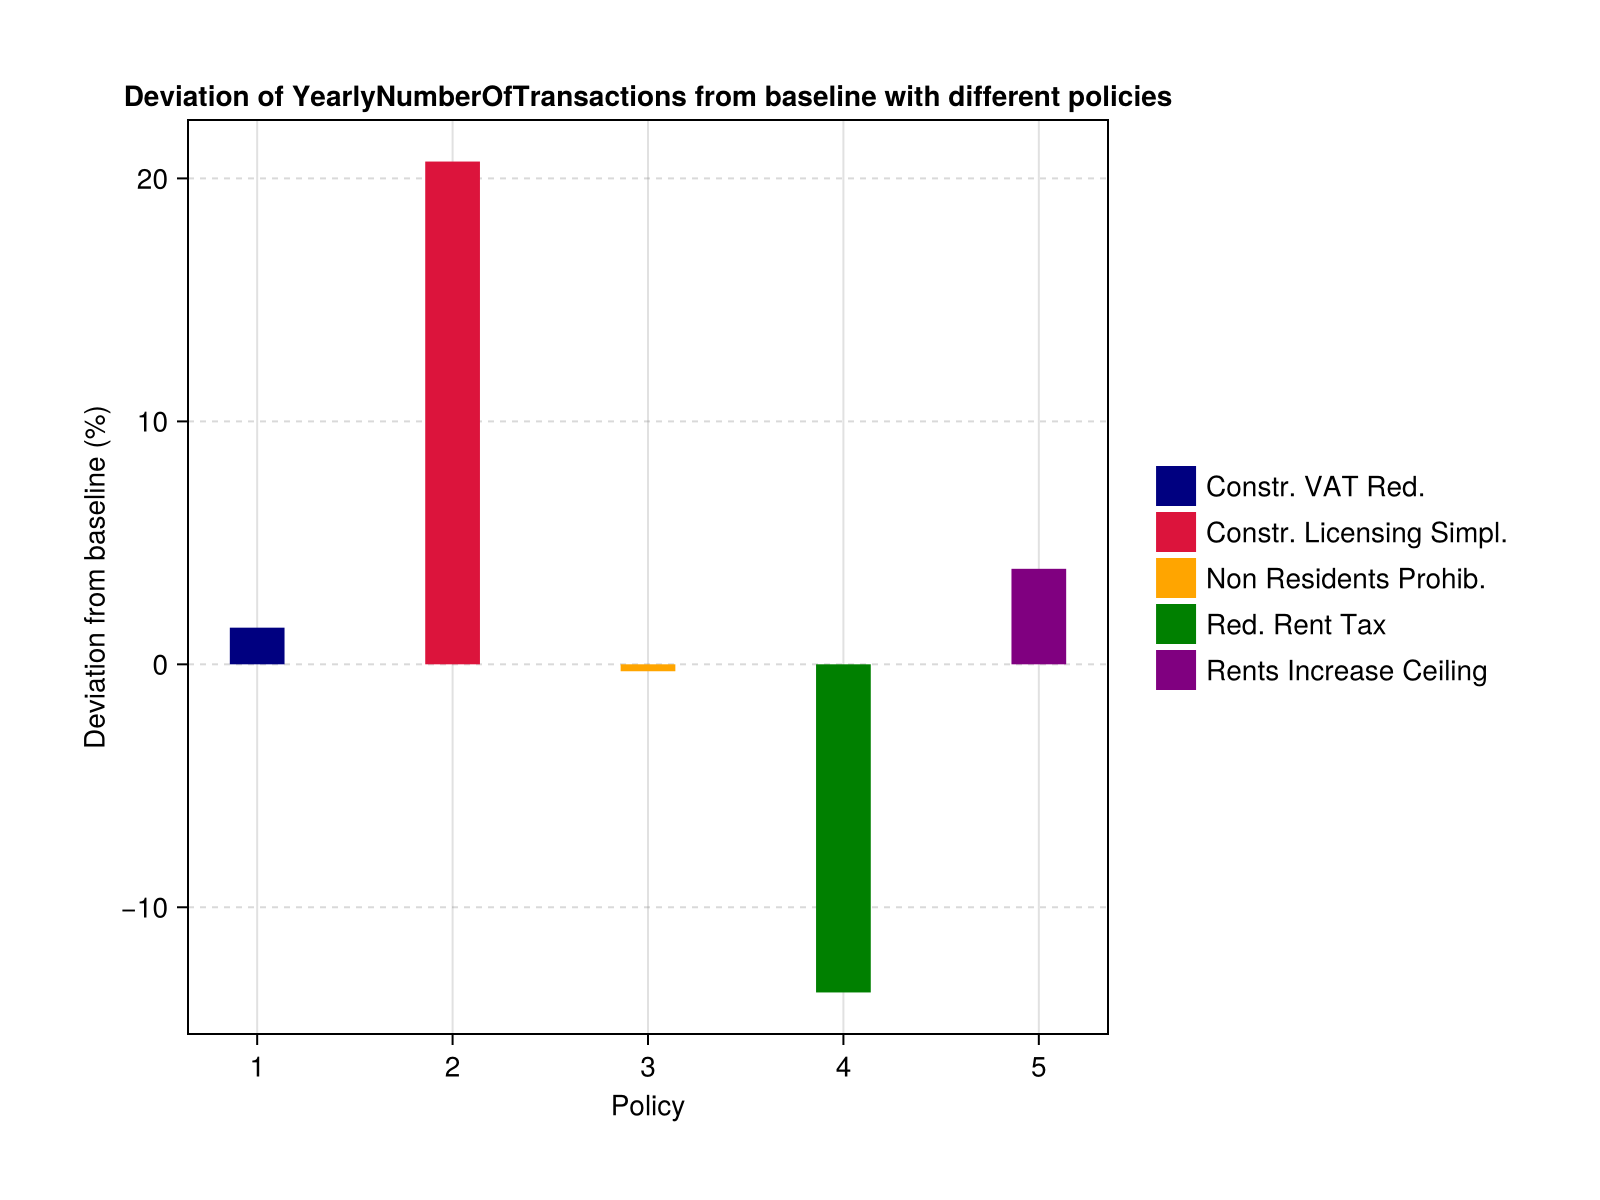 Deviation of YearlyNumberOfTransactions from baseline with different policies
Deviation from baseline (%)
20
10
0
−10
1 2 3 4 5
Policy
Constr. VAT Red.
Constr. Licensing Simpl.
Non Residents Prohib.
Red. Rent Tax
Rents Increase Ceiling